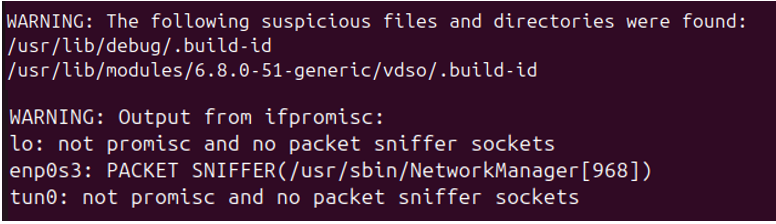 WARNING: The following suspicious files and directories were found:
/usr/lib/debug/.build-id
/usr/lib/modules/6.8.0-51-generic/vdso/.build-id
WARNING: Output from ifpromisc:
lo: not promisc and no packet sniffer sockets
enp0s3: PACKET SNIFFER(/usr/sbin/NetworkManager[968])
tun0: not promisc and no packet sniffer sockets